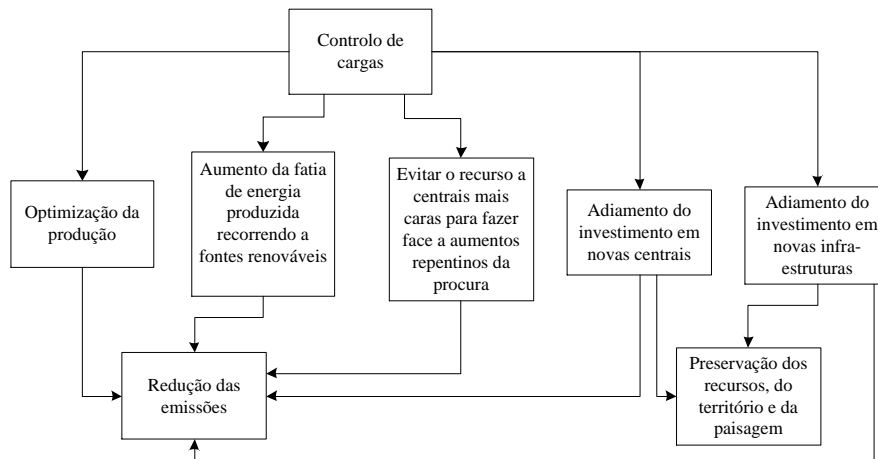 Controlo de
cargas
Optimização da
produção
Aumento da fatia
de energia
produzida
recorrendo a
fontes renováveis
Evitar o recurso a
centrais mais
caras para fazer
face a aumentos
repentinos da
procura
Adiamento do
investimento em
novas centrais
Adiamento do
investimento em
novas infra-
estruturas
Redução das
emissões
Preservação dos
recursos, do
território e da
paisagem